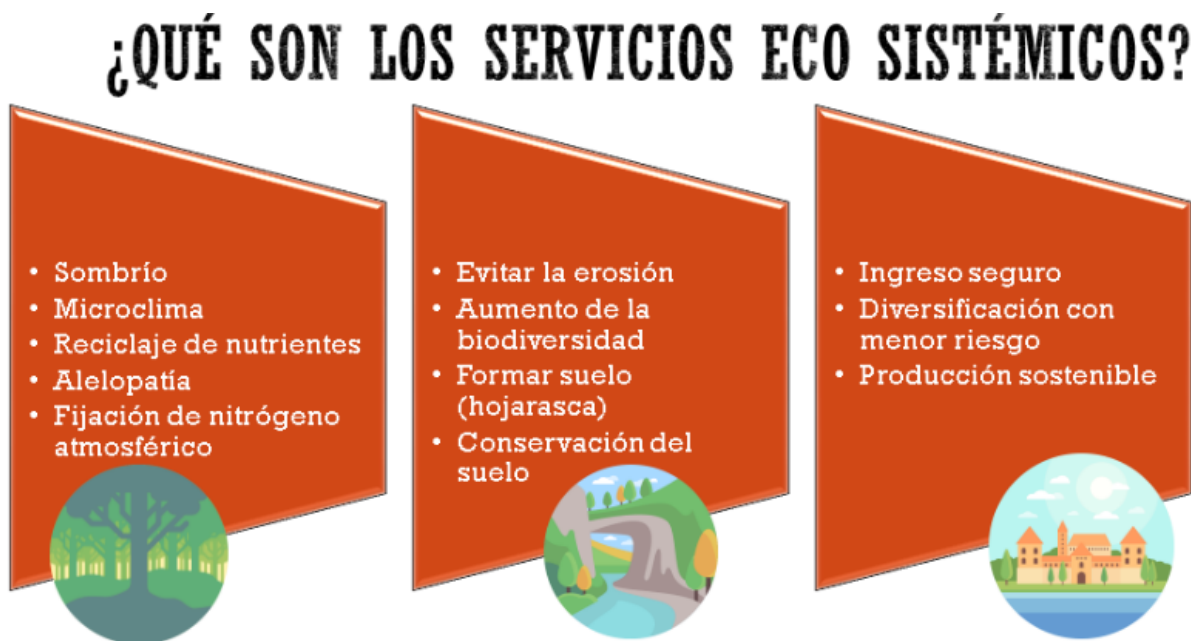 ¿QUÉ SON LOS SERVICIOS ECO SISTÉMICOS?
• Sombrío
• Microclima
• Reciclaje de nutrientes
• Alelopatía
• Fijación de nitrógeno
atmosférico
• Evitar la erosión
• Aumento de la
biodiversidad
• Formar suelo
(hojarasca)
• Conservación del
suelo
• Ingreso seguro
• Diversificación con
menor riesgo
• Producción sostenible